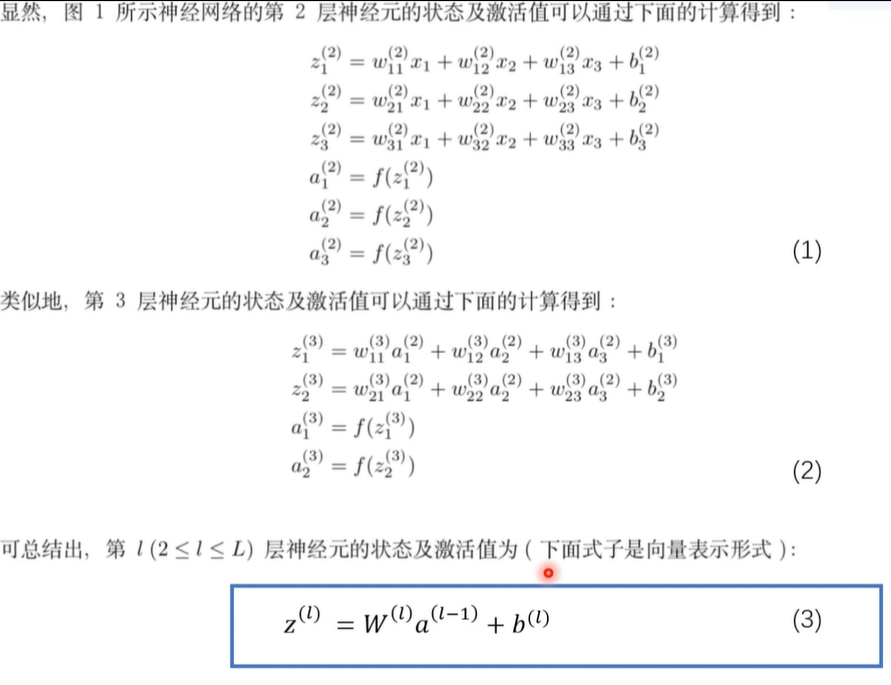 显然, 图 1 所示神经网络的第 2 层神经元的状态及激活值可以通过下面的计算得到:
z_1^{(2)} = w_{11}^{(2)} x_1 + w_{12}^{(2)} x_2 + w_{13}^{(2)} x_3 + b_1^{(2)}
z_2^{(2)} = w_{21}^{(2)} x_1 + w_{22}^{(2)} x_2 + w_{23}^{(2)} x_3 + b_2^{(2)}
z_3^{(2)} = w_{31}^{(2)} x_1 + w_{32}^{(2)} x_2 + w_{33}^{(2)} x_3 + b_3^{(2)}
a_1^{(2)} = f(z_1^{(2)})
a_2^{(2)} = f(z_2^{(2)})
a_3^{(2)} = f(z_3^{(2)}) (1)
类似地, 第 3 层神经元的状态及激活值可以通过下面的计算得到:
z_1^{(3)} = w_{11}^{(3)} a_1^{(2)} + w_{12}^{(3)} a_2^{(2)} + w_{13}^{(3)} a_3^{(2)} + b_1^{(3)}
z_2^{(3)} = w_{21}^{(3)} a_1^{(2)} + w_{22}^{(3)} a_2^{(2)} + w_{23}^{(3)} a_3^{(2)} + b_2^{(3)}
a_1^{(3)} = f(z_1^{(3)})
a_2^{(3)} = f(z_2^{(3)}) (2)
可总结出, 第 l (2 ≤ l ≤ L) 层神经元的状态及激活值为 ( 下面式子是向量表示形式 ):
z^{(l)} = W^{(l)} a^{(l-1)} + b^{(l)} (3)